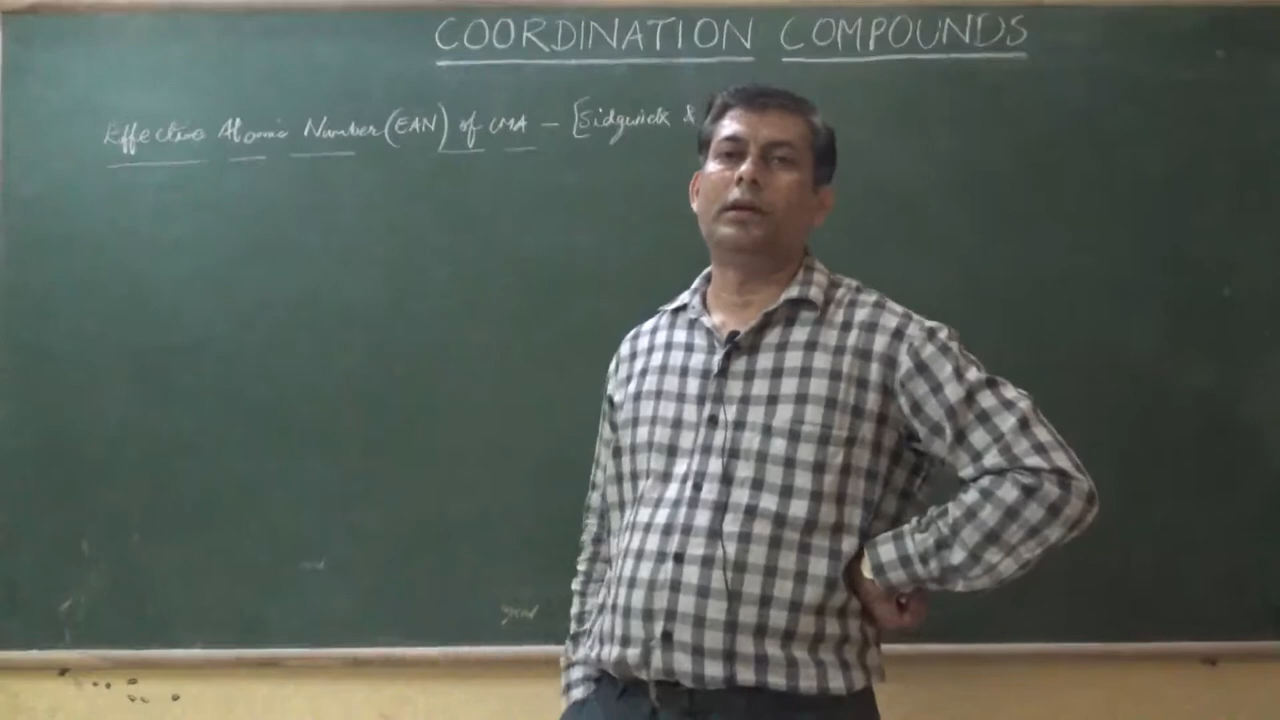 COORDINATION COMPOUNDS
Effective Atomic Number (EAN) of CMA - [Sidgwick &